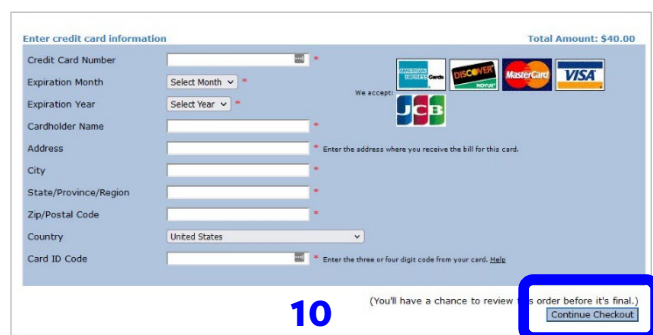 Enter credit card information Total Amount: $40.00
Credit Card Number *
Expiration Month Select Month *
Expiration Year Select Year *
We accept:
AMERICAN EXPRESS Cards DISCOVER NETWORK MasterCard VISA
JCB
Cardholder Name *
Address * Enter the address where you receive the bill for this card.
City *
State/Province/Region *
Zip/Postal Code *
Country United States
Card ID Code * Enter the three or four digit code from your card. Help
(You'll have a chance to review this order before it's final.)
10 Continue Checkout